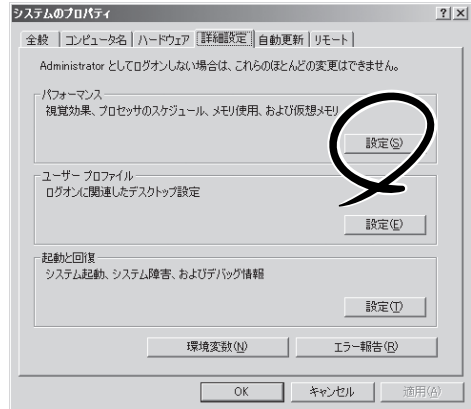 システムのプロパティ
全般 コンピュータ名 ハードウェア 詳細設定 自動更新 リモート
Administrator としてログオンしない場合は、これらのほとんどの変更はできません。
パフォーマンス
視覚効果、プロセッサのスケジュール、メモリ使用、および仮想メモリ
設定(S)
ユーザー プロファイル
ログオンに関連したデスクトップ設定
設定(E)
起動と回復
システム起動、システム障害、およびデバッグ情報
設定(T)
環境変数(N) エラー報告(R)
OK キャンセル 適用(A)